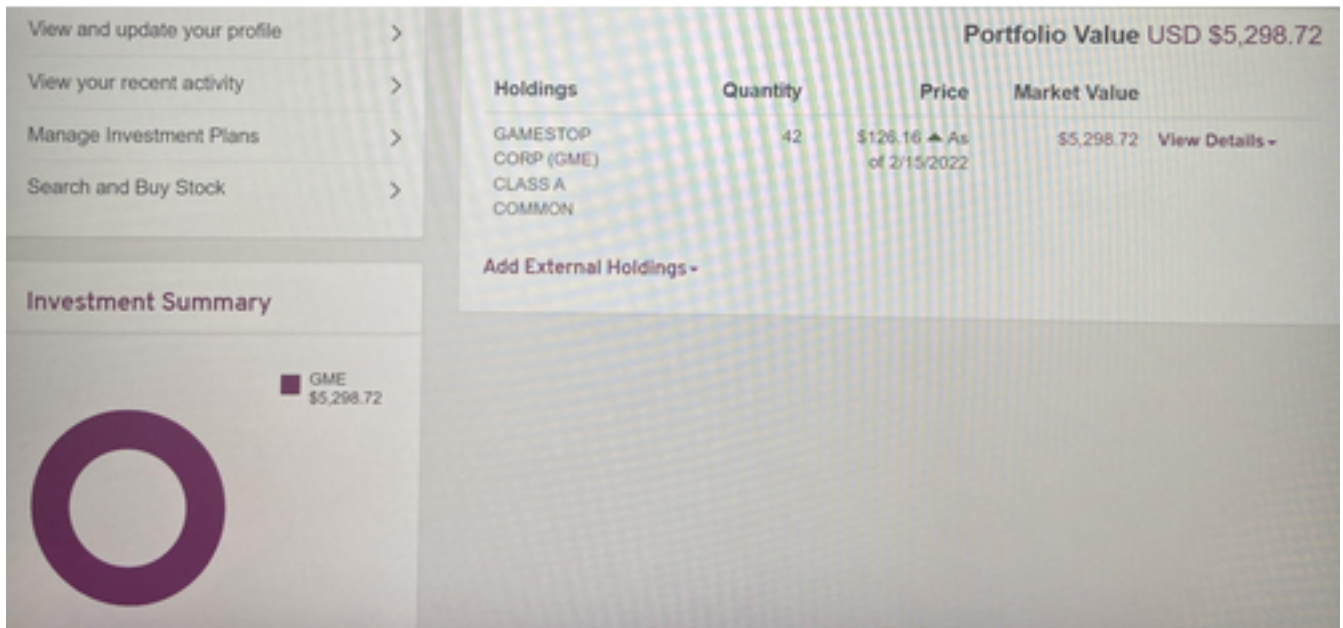 View and update your profile
View your recent activity
Manage Investment Plans
Search and Buy Stock
Investment Summary
GME
$5,298.72
Portfolio Value USD $5,298.72
Holdings Quantity Price Market Value
GAMESTOP 42 $126.16 ▲ As $5,298.72 View Details
CORP (GME) of 2/15/2022
CLASS A
COMMON
Add External Holdings